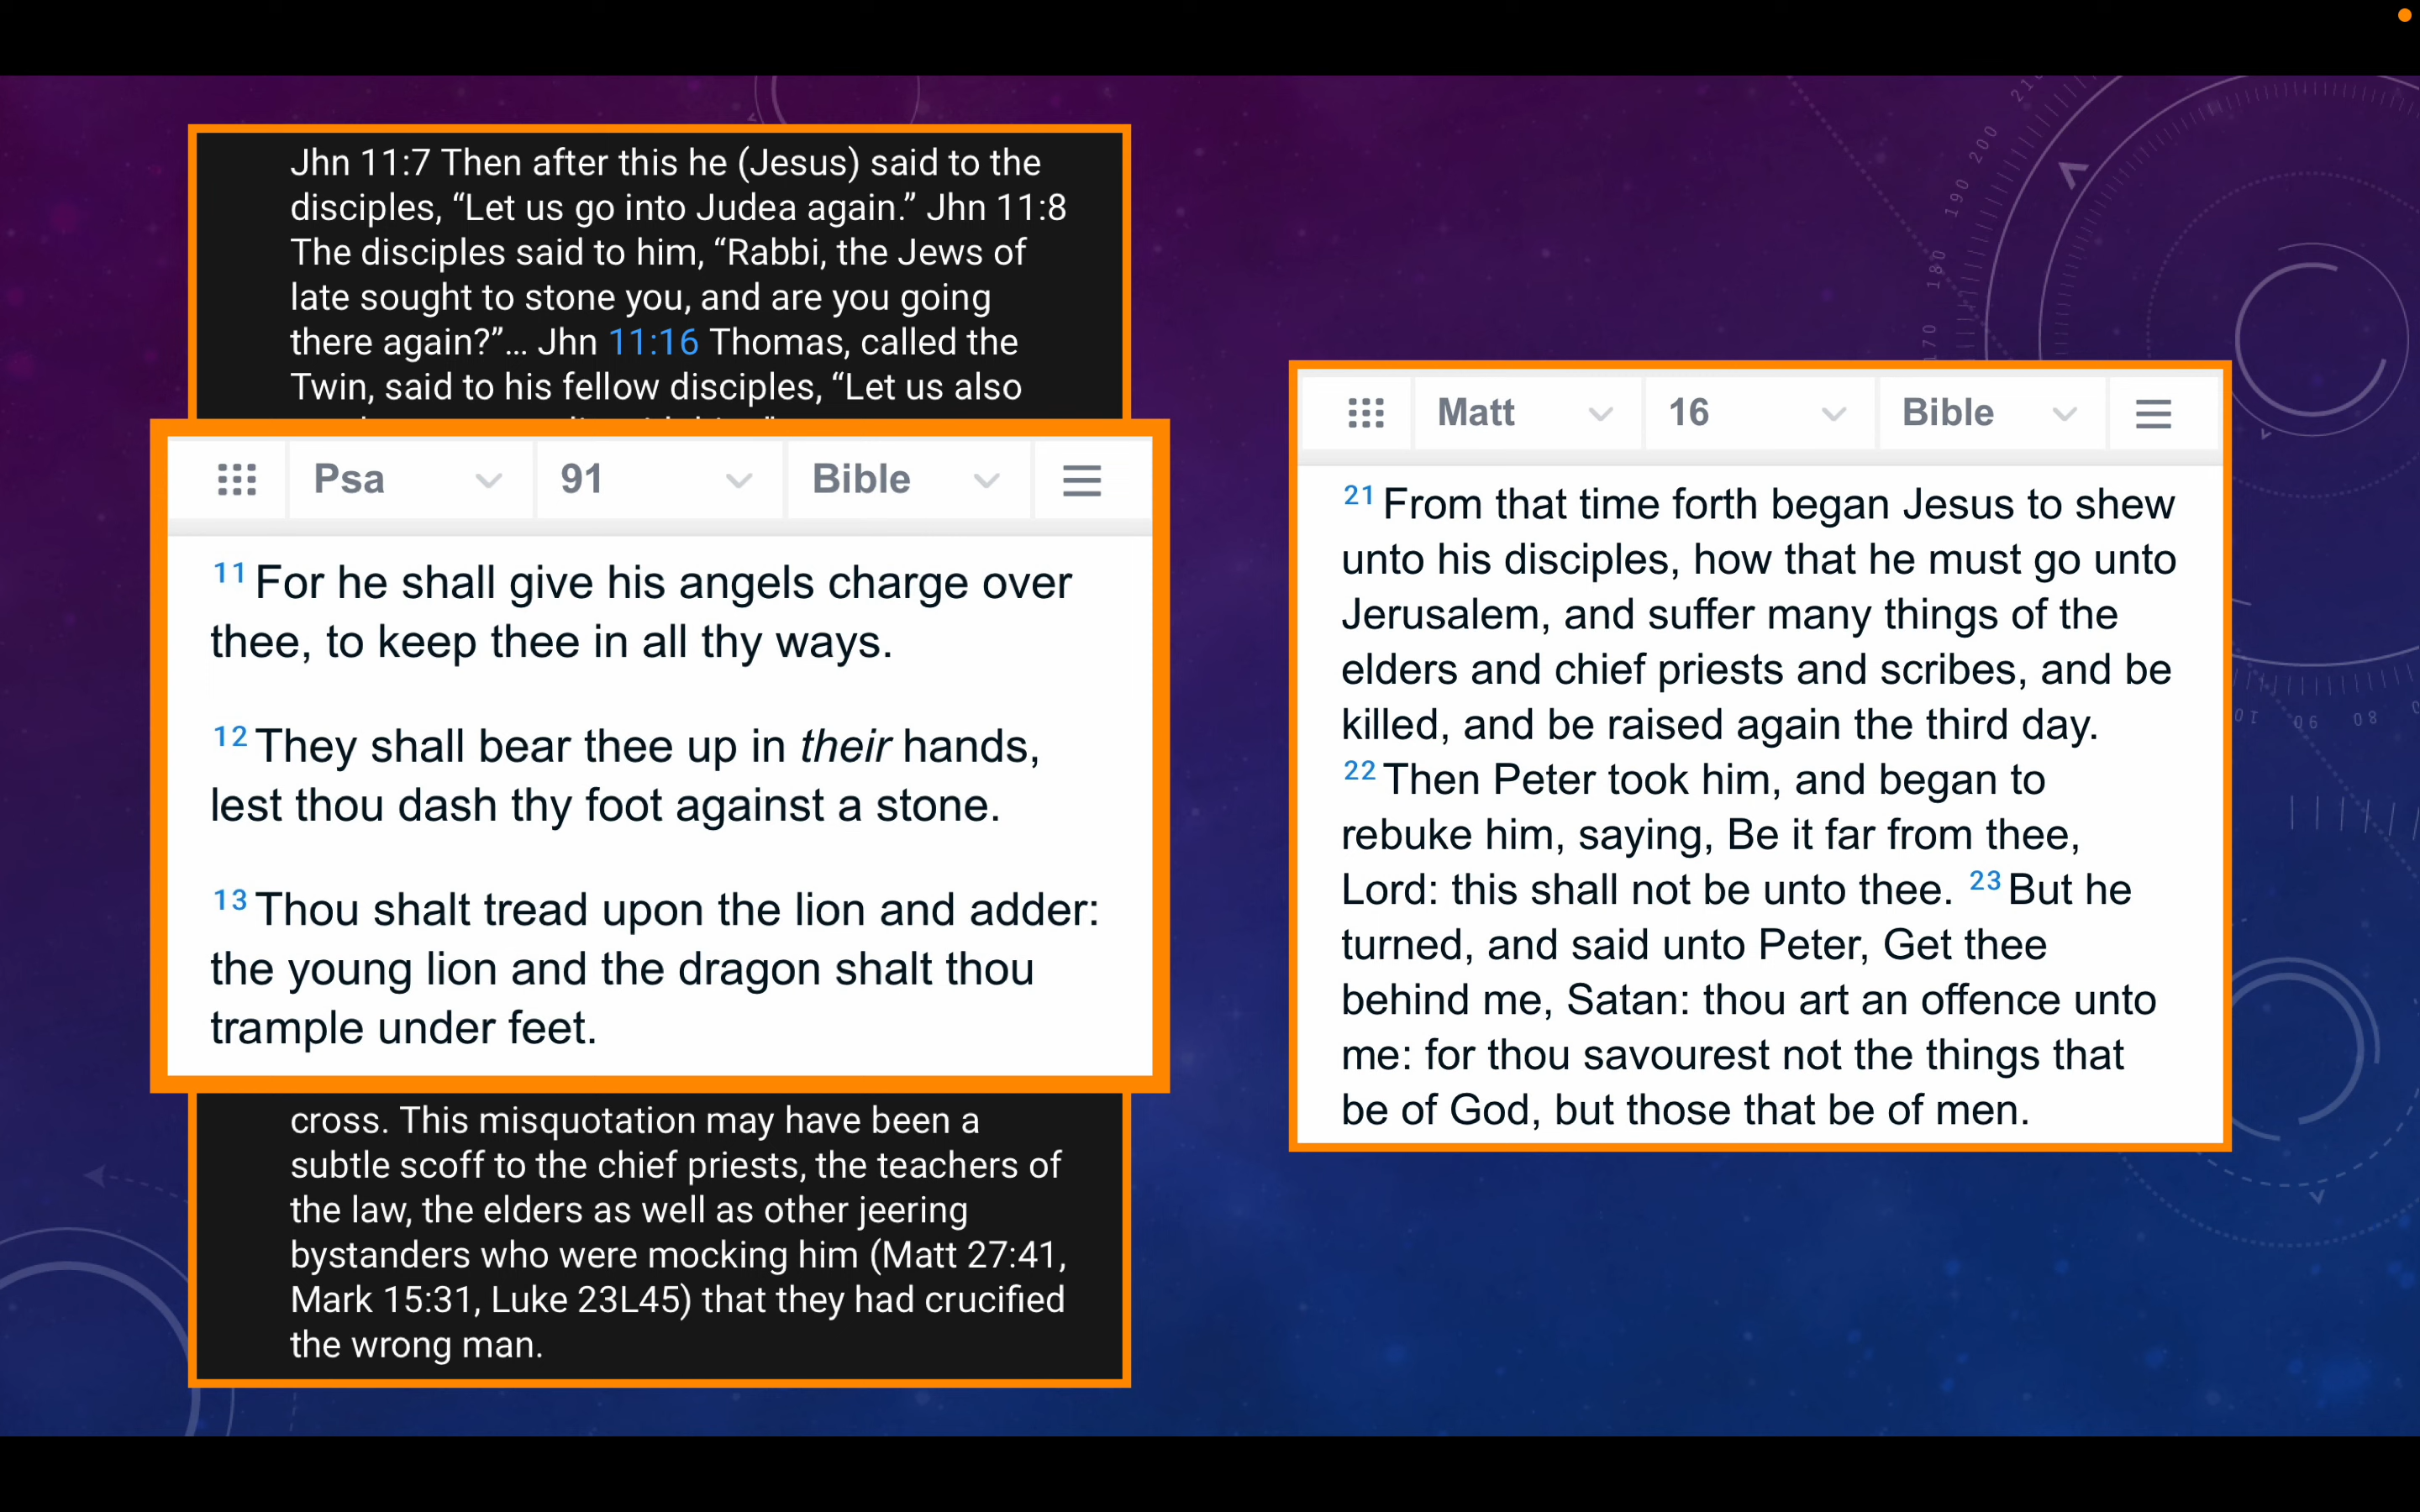 Jhn 11:7 Then after this he (Jesus) said to the
disciples, “Let us go into Judea again.” Jhn 11:8
The disciples said to him, “Rabbi, the Jews of
late sought to stone you, and are you going
there again?”... Jhn 11:16 Thomas, called the
Twin, said to his fellow disciples, “Let us also
Psa 91 Bible
11 For he shall give his angels charge over
thee, to keep thee in all thy ways.
12 They shall bear thee up in their hands,
lest thou dash thy foot against a stone.
13 Thou shalt tread upon the lion and adder:
the young lion and the dragon shalt thou
trample under feet.
cross. This misquotation may have been a
subtle scoff to the chief priests, the teachers of
the law, the elders as well as other jeering
bystanders who were mocking him (Matt 27:41,
Mark 15:31, Luke 23L45) that they had crucified
the wrong man.
Matt 16 Bible
21 From that time forth began Jesus to shew
unto his disciples, how that he must go unto
Jerusalem, and suffer many things of the
elders and chief priests and scribes, and be
killed, and be raised again the third day.
22 Then Peter took him, and began to
rebuke him, saying, Be it far from thee,
Lord: this shall not be unto thee. 23 But he
turned, and said unto Peter, Get thee
behind me, Satan: thou art an offence unto
me: for thou savourest not the things that
be of God, but those that be of men.
210
200
190
180
170
90
80